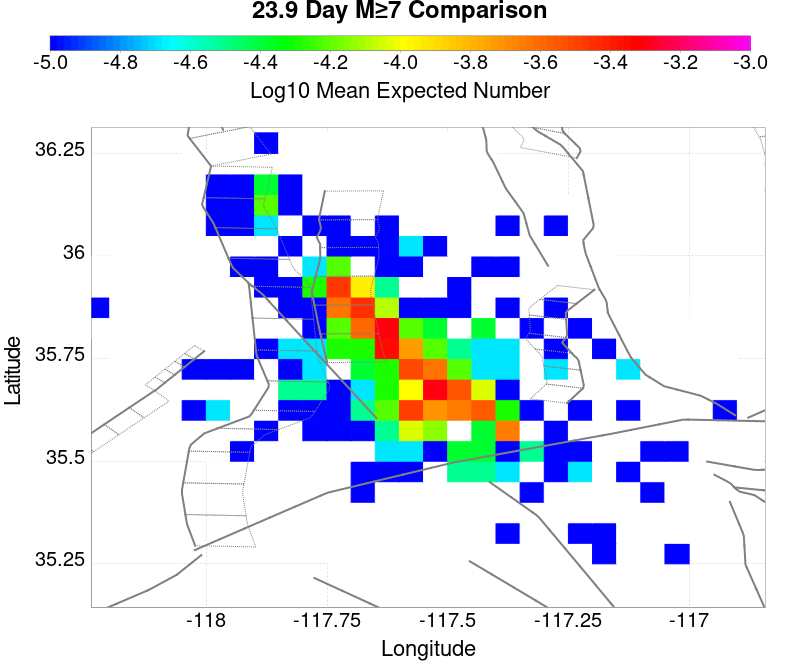 23.9 Day M≥7 Comparison
-5.0 -4.8 -4.6 -4.4 -4.2 -4.0 -3.8 -3.6 -3.4 -3.2 -3.0
Log10 Mean Expected Number
36.25
36
35.75
35.5
35.25
Latitude
-118 -117.75 -117.5 -117.25 -117
Longitude